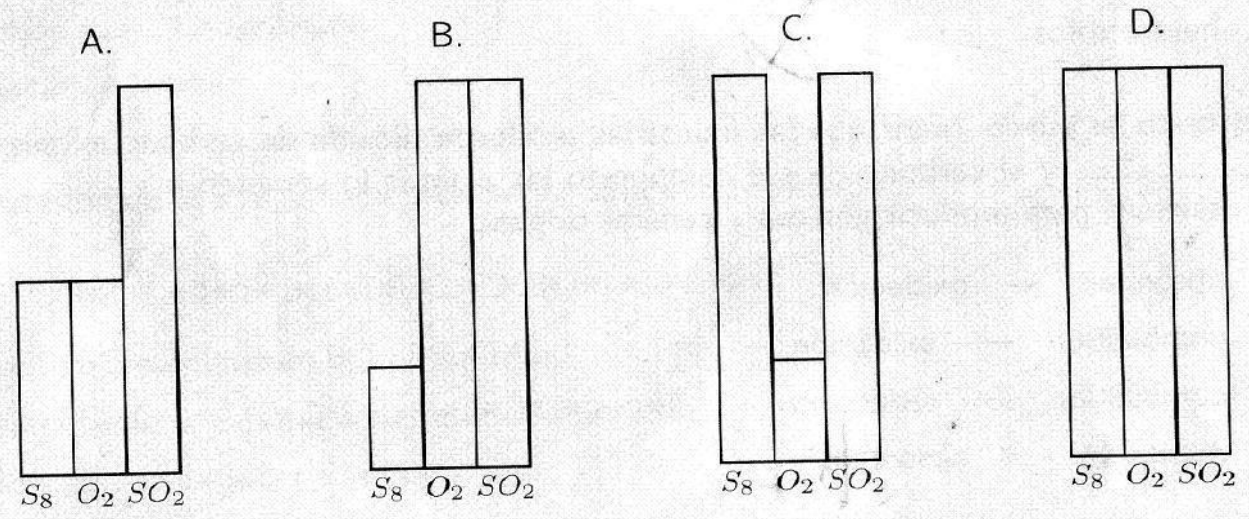 A. B. C. D.
S₈ O₂ SO₂ S₈ O₂ SO₂ S₈ O₂ SO₂ S₈ O₂ SO₂